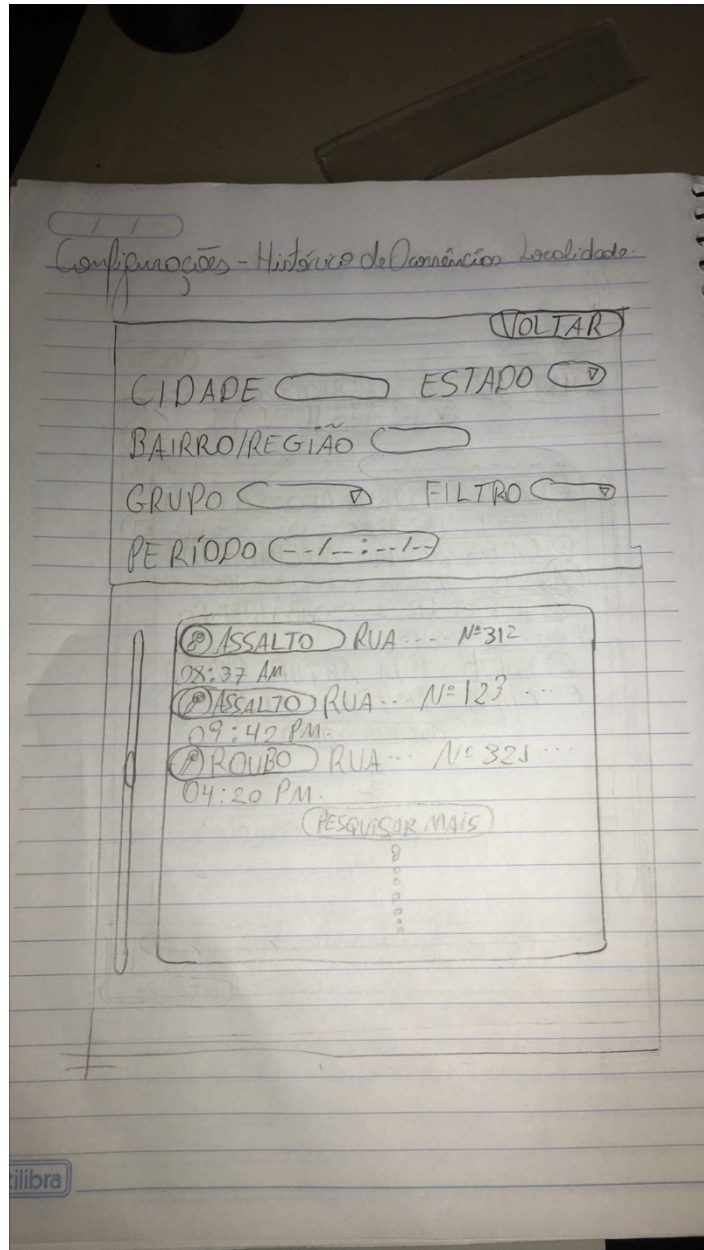 / /
Configurações - Histórico de Ocorrências Localidade.
VOLTAR
CIDADE ESTADO
BAIRRO/REGIÃO
GRUPO FILTRO
PERÍODO --/--:--/--
ASSALTO RUA .... Nº 312
08:37 AM
ASSALTO RUA ... Nº 123 ...
09:42 PM.
ROUBO RUA ... Nº 321 ...
04:20 PM.
PESQUISAR MAIS
tilibra